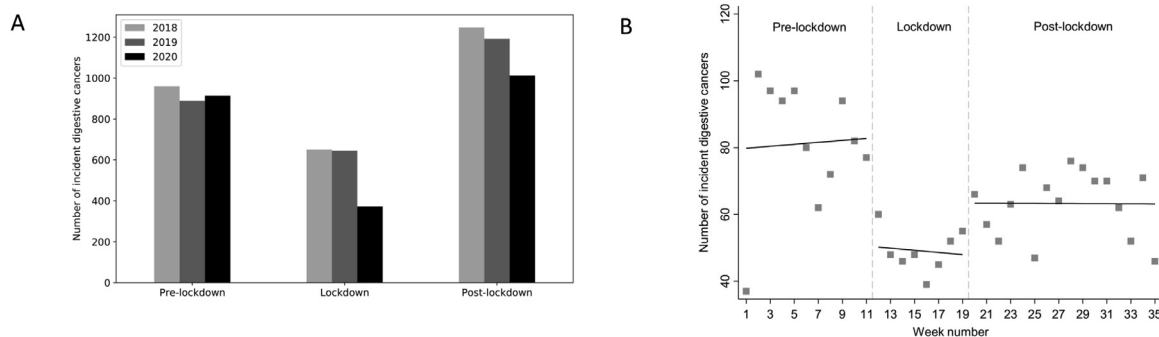 A
2018
2019
2020
Number of incident digestive cancers
1200
1000
800
600
400
200
0
Pre-lockdown Lockdown Post-lockdown
B
Pre-lockdown Lockdown Post-lockdown
Number of incident digestive cancers
120
100
80
60
40
1 3 5 7 9 11 13 15 17 19 21 23 25 27 29 31 33 35
Week number